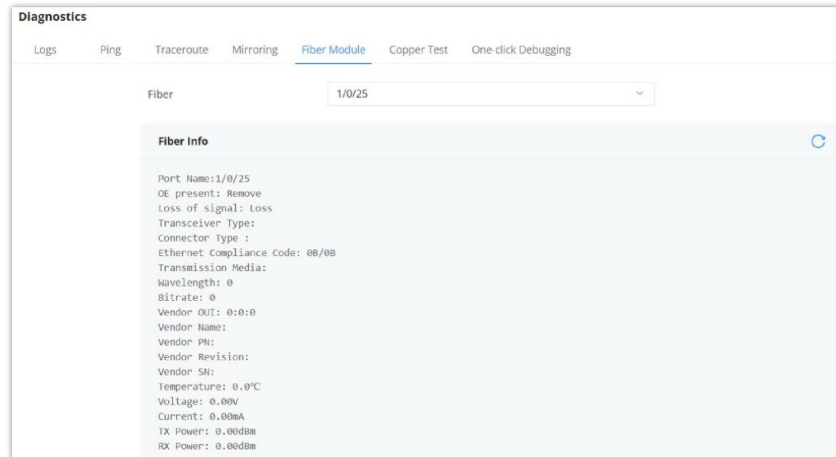 Diagnostics
Logs Ping Traceroute Mirroring Fiber Module Copper Test One-click Debugging
Fiber 1/0/25
Fiber Info
Port Name:1/0/25
OE present: Remove
Loss of signal: Loss
Transceiver Type:
Connector Type :
Ethernet Compliance Code: 0B/0B
Transmission Media:
Wavelength: 0
Bitrate: 0
Vendor OUI: 0:0:0
Vendor Name:
Vendor PN:
Vendor Revision:
Vendor SN:
Temperature: 0.0℃
Voltage: 0.00V
Current: 0.00mA
TX Power: 0.00dBm
RX Power: 0.00dBm